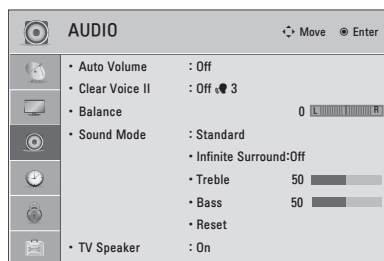 AUDIO Move Enter
• Auto Volume : Off
• Clear Voice II : Off 3
• Balance 0 L R
• Sound Mode : Standard
• Infinite Surround:Off
• Treble 50
• Bass 50
• Reset
• TV Speaker : On